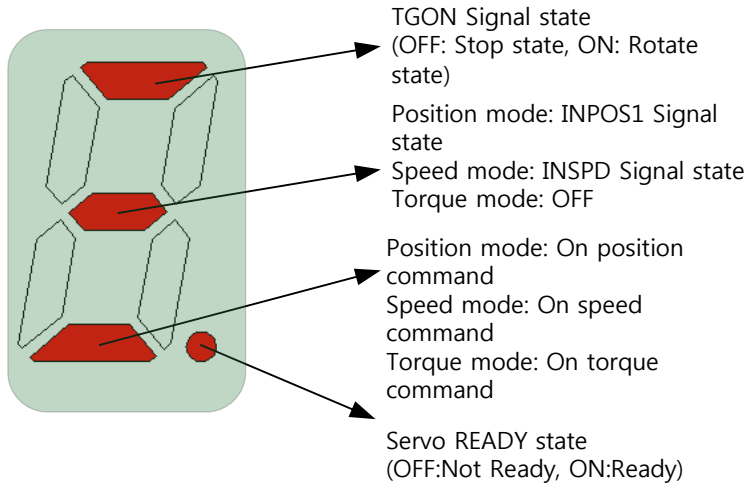 TGON Signal state
(OFF: Stop state, ON: Rotate
state)
Position mode: INPOS1 Signal
state
Speed mode: INSPD Signal state
Torque mode: OFF
Position mode: On position
command
Speed mode: On speed
command
Torque mode: On torque
command
Servo READY state
(OFF:Not Ready, ON:Ready)